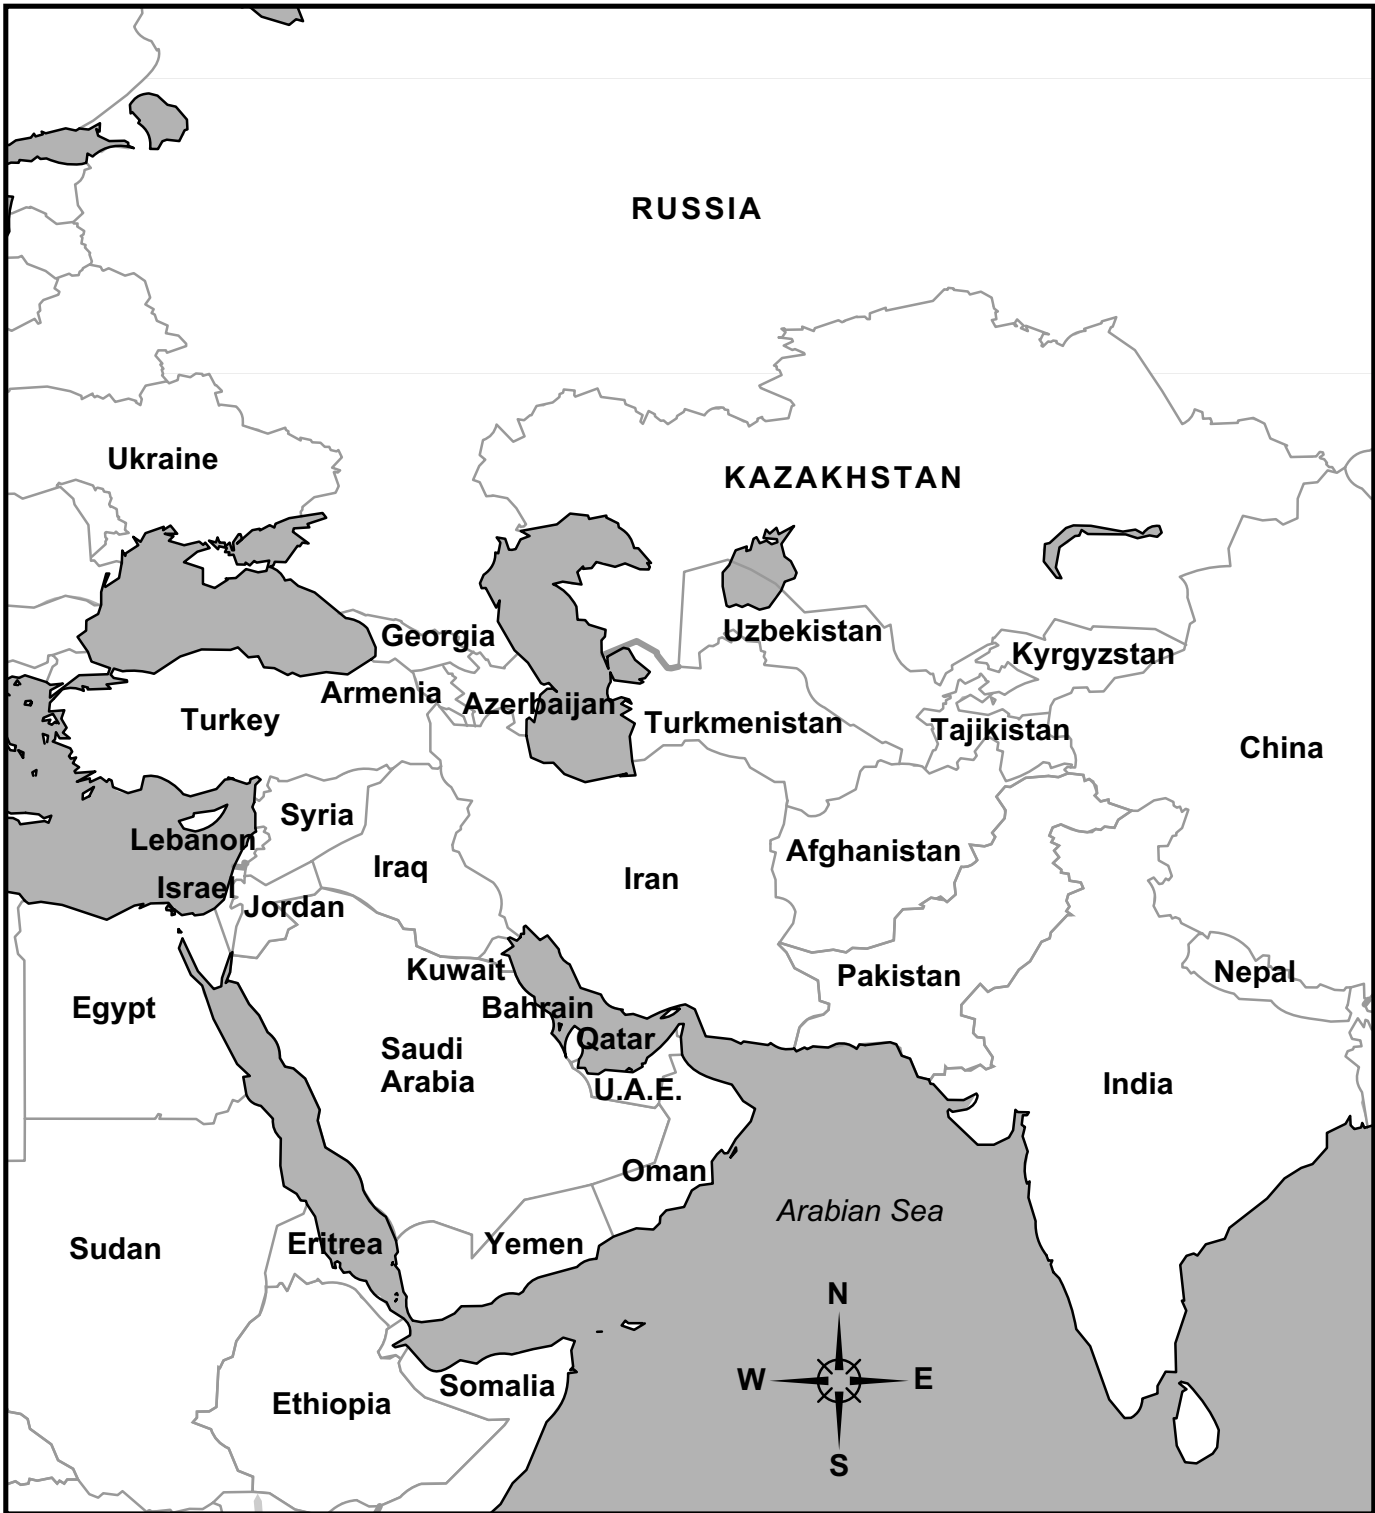 RUSSIA
Ukraine
KAZAKHSTAN
Georgia
Uzbekistan
Kyrgyzstan
Armenia
Azerbaijan
Turkey
Turkmenistan
Tajikistan
China
Syria
Lebanon
Afghanistan
Iraq
Iran
Israel
Jordan
Kuwait
Pakistan
Nepal
Egypt
Bahrain
Qatar
Saudi
Arabia
U.A.E.
India
Oman
Arabian Sea
Sudan
Eritrea
Yemen
N
W
E
S
Somalia
Ethiopia